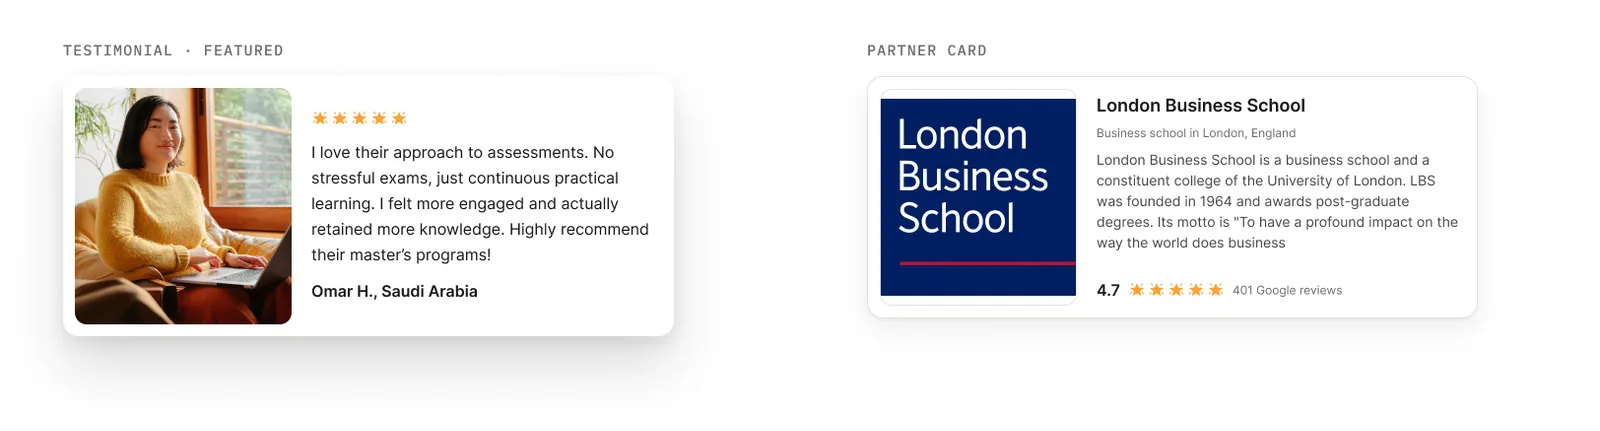 TESTIMONIAL · FEATURED
I love their approach to assessments. No
stressful exams, just continuous practical
learning. I felt more engaged and actually
retained more knowledge. Highly recommend
their master’s programs!
Omar H., Saudi Arabia
PARTNER CARD
London
Business
School
London Business School
Business school in London, England
London Business School is a business school and a
constituent college of the University of London. LBS
was founded in 1964 and awards post-graduate
degrees. Its motto is "To have a profound impact on the
way the world does business
4.7 401 Google reviews